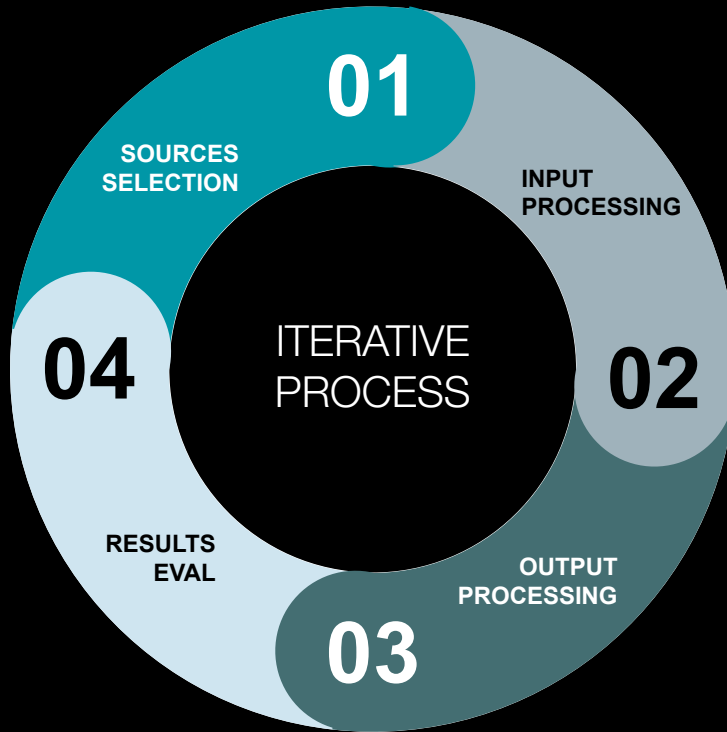 01
SOURCES
SELECTION
INPUT
PROCESSING
02
OUTPUT
PROCESSING
03
RESULTS
EVAL
04
ITERATIVE
PROCESS